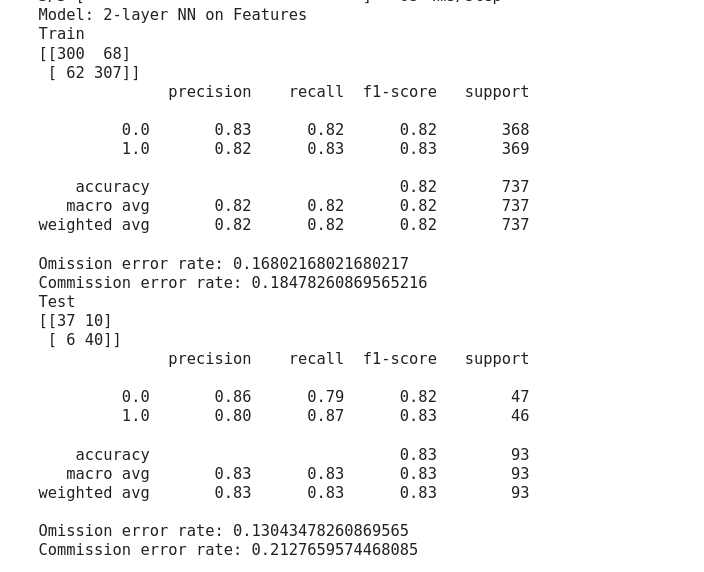 Model: 2-layer NN on Features
Train
[[300  68]
 [ 62 307]]
              precision    recall  f1-score   support

         0.0       0.83      0.82      0.82       368
         1.0       0.82      0.83      0.83       369

    accuracy                           0.82       737
   macro avg       0.82      0.82      0.82       737
weighted avg       0.82      0.82      0.82       737

Omission error rate: 0.16802168021680217
Commission error rate: 0.18478260869565216
Test
[[37 10]
 [ 6 40]]
              precision    recall  f1-score   support

         0.0       0.86      0.79      0.82        47
         1.0       0.80      0.87      0.83        46

    accuracy                           0.83        93
   macro avg       0.83      0.83      0.83        93
weighted avg       0.83      0.83      0.83        93

Omission error rate: 0.13043478260869565
Commission error rate: 0.2127659574468085